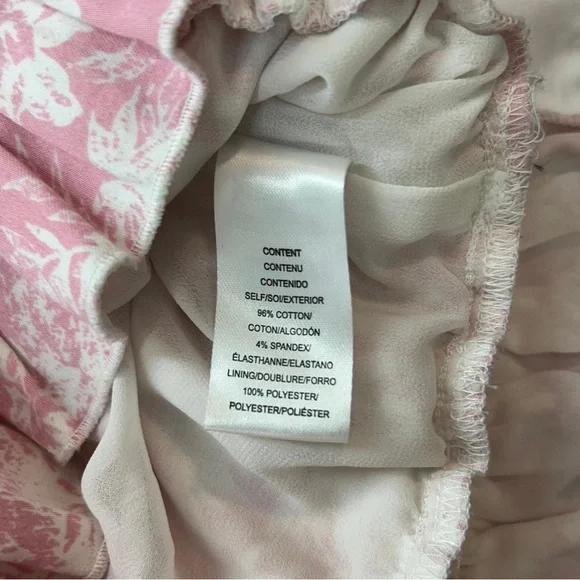 CONTENT
CONTENU
CONTENIDO
SELF/SOI/EXTERIOR
96% COTTON/
COTON/ALGODÓN
4% SPANDEX/
ÉLASTHANNE/ELASTANO
LINING/DOUBLURE/FORRO
100% POLYESTER/
POLYESTER/POLIÉSTER